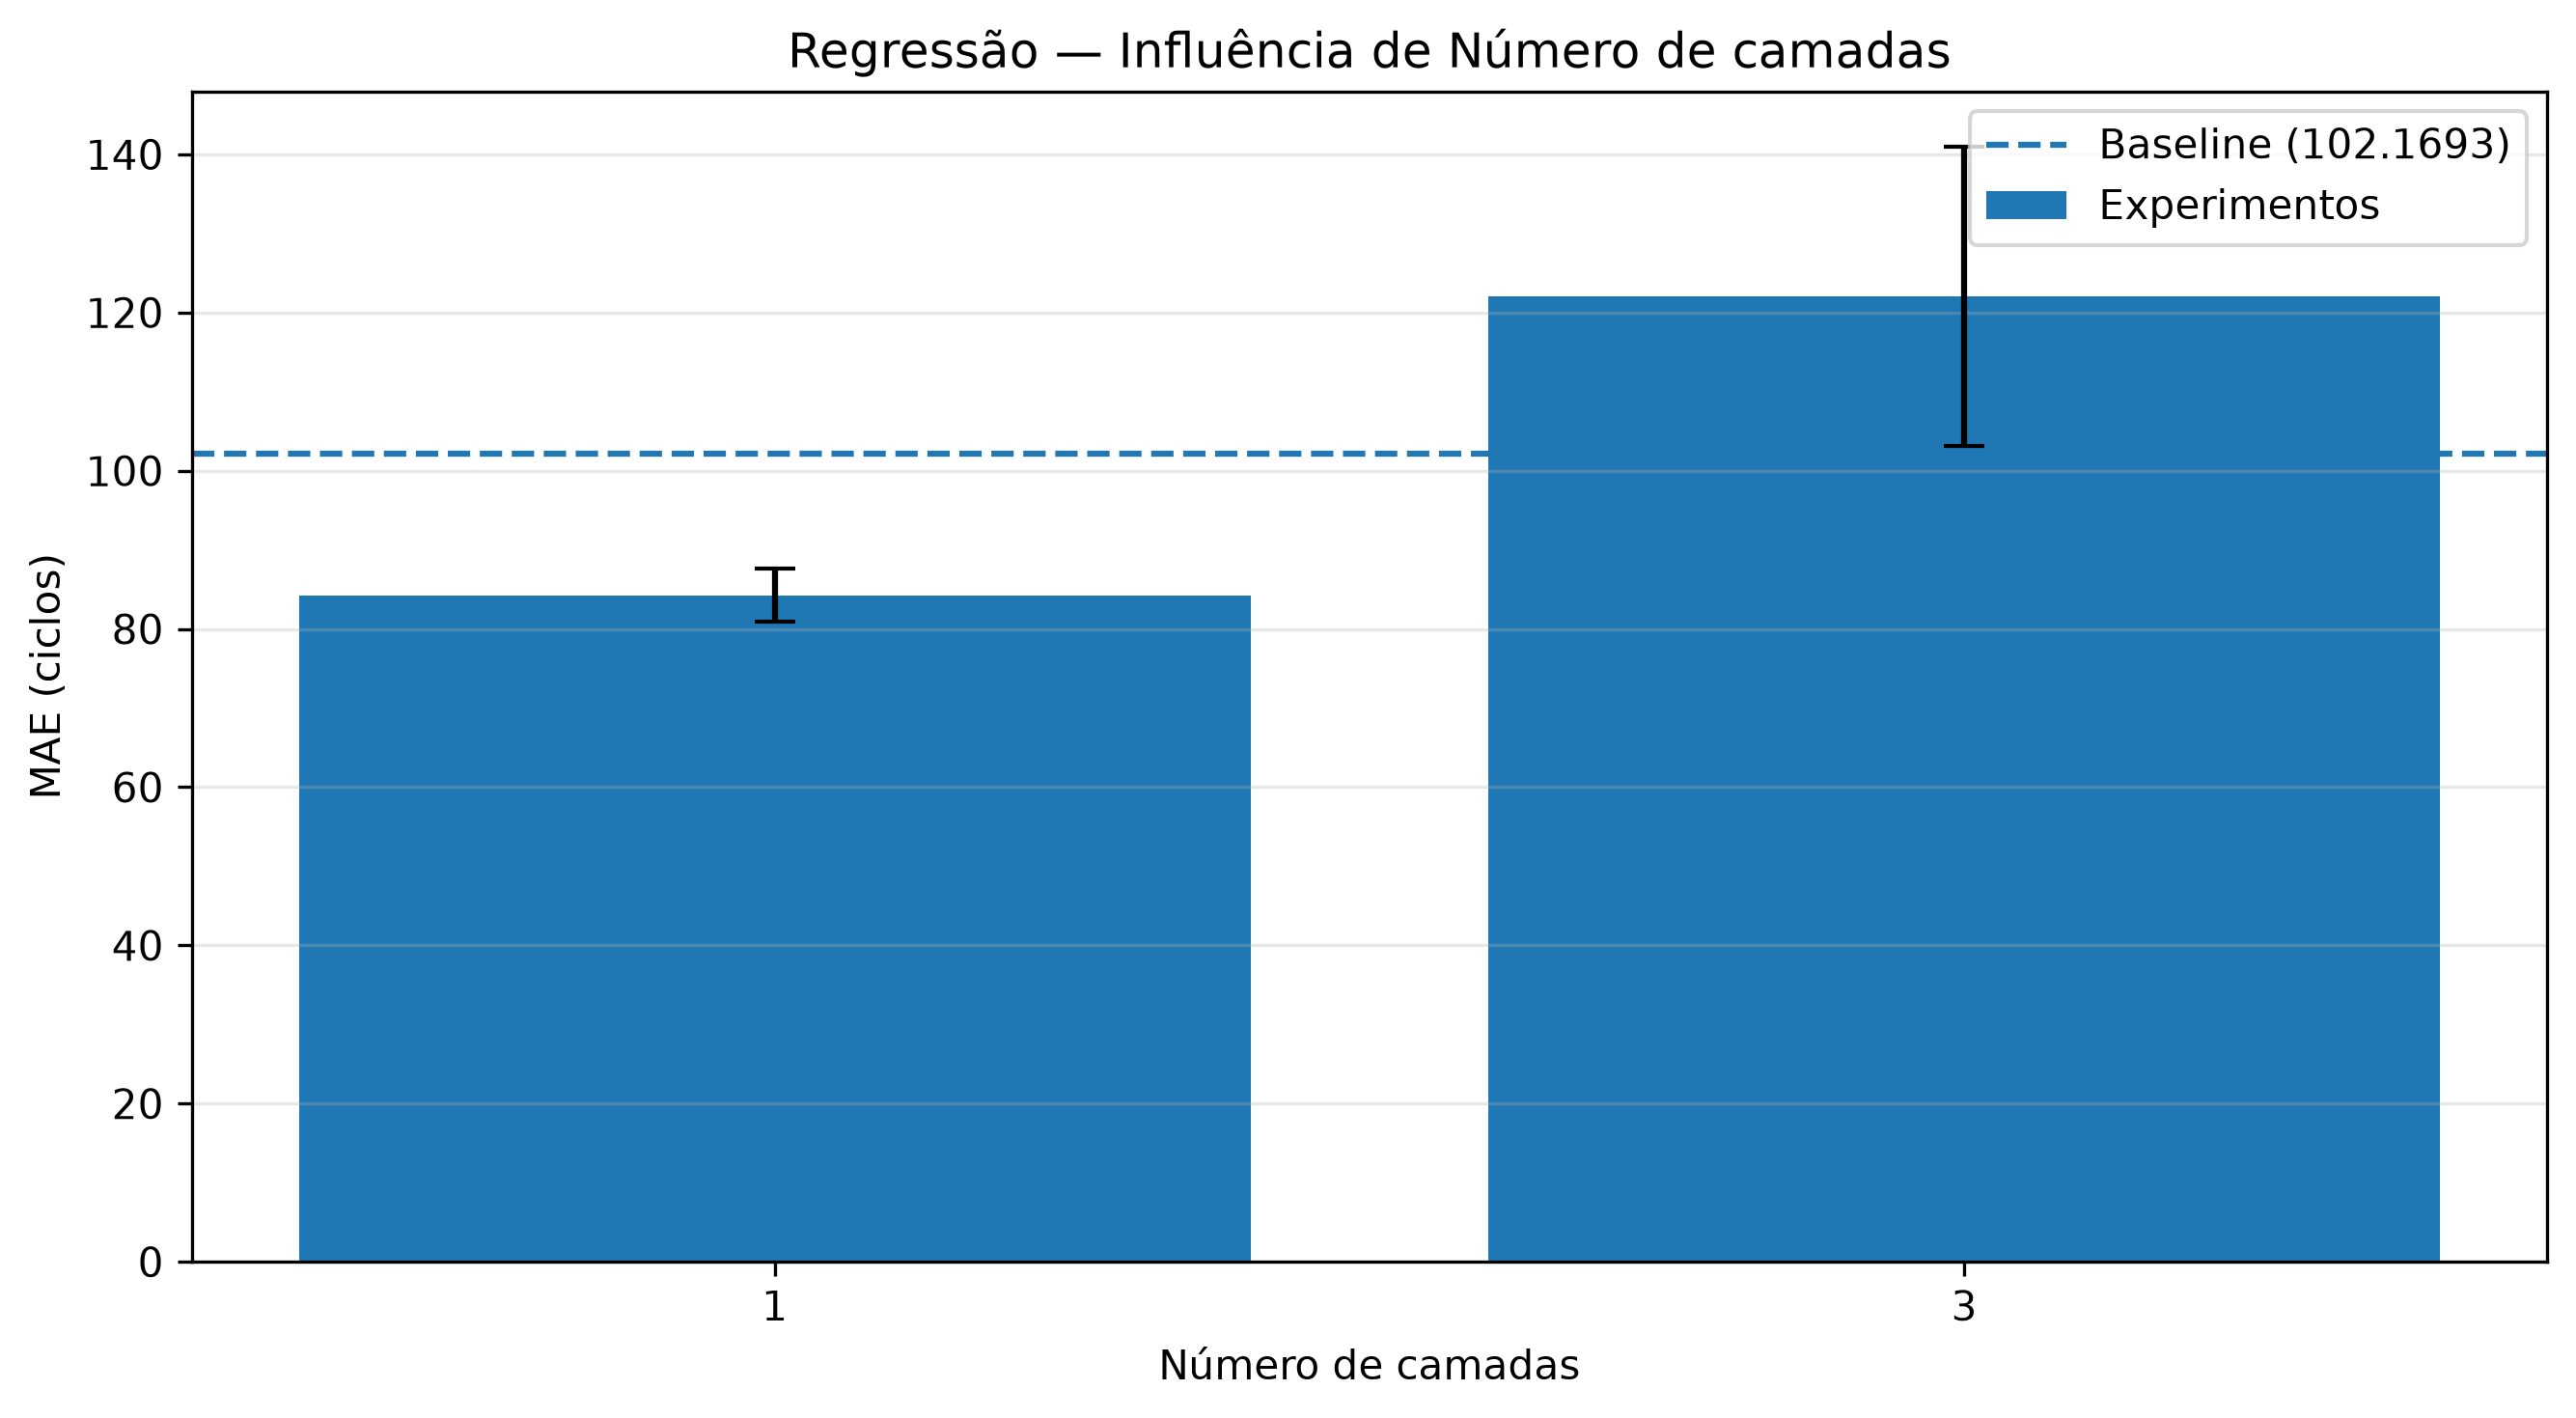 Regressão — Influência de Número de camadas
Baseline (102.1693)
Experimentos
MAE (ciclos)
140
120
100
80
60
40
20
0
1
3
Número de camadas